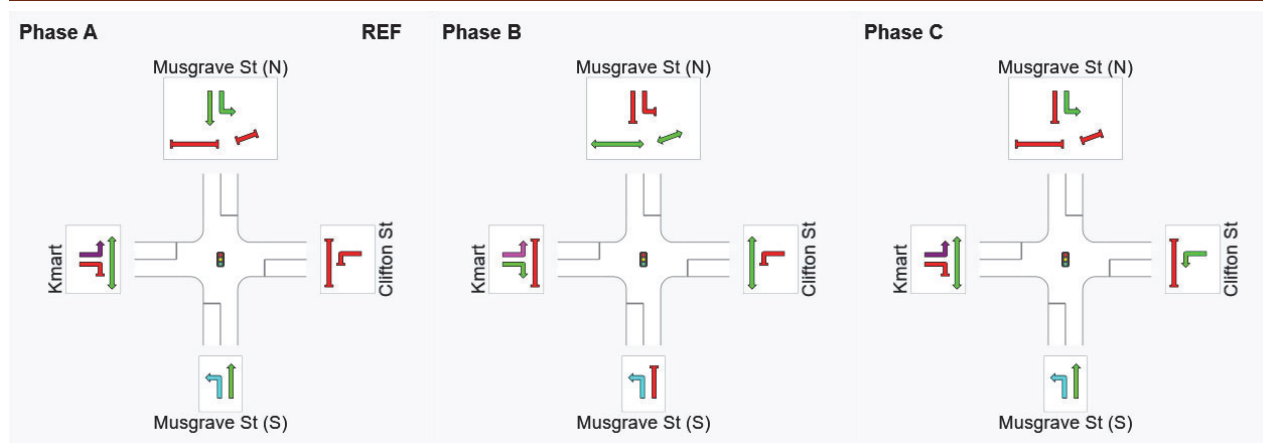 Phase A REF
Musgrave St (N)
Kmart
Clifton St
Musgrave St (S)
Phase B
Musgrave St (N)
Kmart
Clifton St
Musgrave St (S)
Phase C
Musgrave St (N)
Kmart
Clifton St
Musgrave St (S)